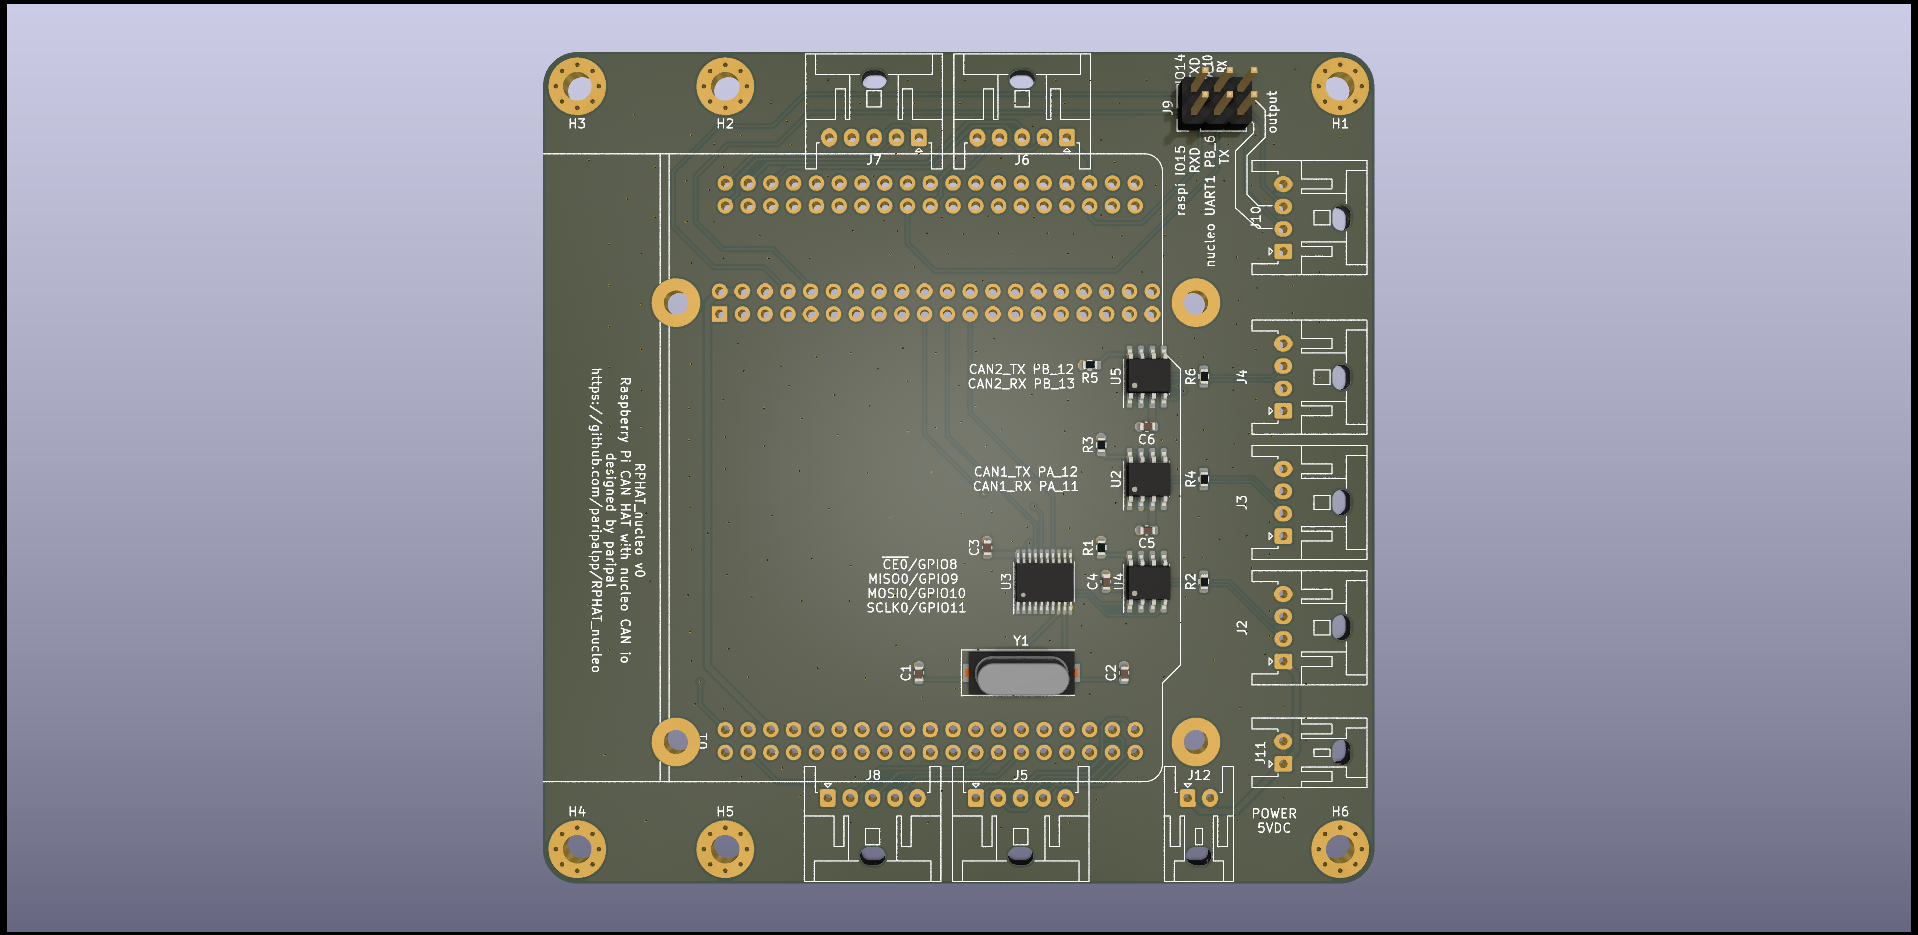 H3
H2
J7
J6
J9
IO14
RX
output
H1
raspi IO15
RXD
nucleo UART1 PB_6
TX
J10
CAN2_TX PB_12
CAN2_RX PB_13
R5
U5
R6
J4
C6
R3
CAN1_TX PA_12
CAN1_RX PA_11
U2
R4
J3
C5
C3
R1
CE0/GPIO8
MISO0/GPIO9
MOSI0/GPIO10
SCLK0/GPIO11
U3
C4
U4
R2
J2
Y1
C1
C2
RPHAT_nucleo v0
Raspberry Pi CAN HAT with nucleo CAN io
designed by paripal
https://github.com/paripalpp/RPHAT_nucleo
J8
J5
J12
J11
POWER
5VDC
H4
H5
H6